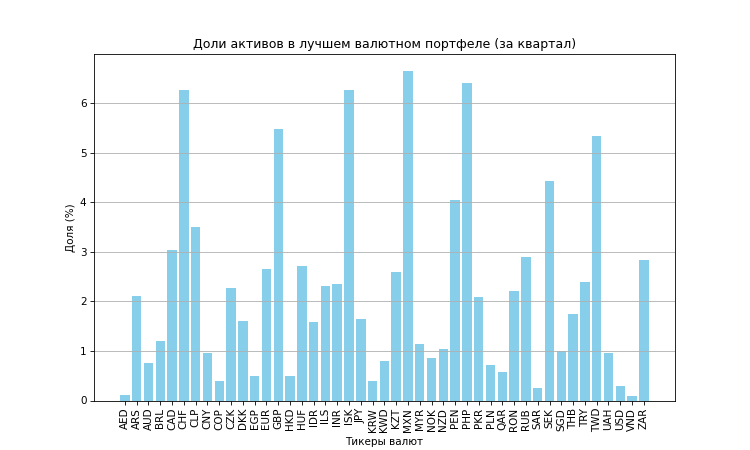 Доли активов в лучшем валютном портфеле (за квартал)
Доля (%)
6
5
4
3
2
1
0
AED ARS AUD BRL CAD CHF CLP CNY COP CZK DKK EGP EUR GBP HKD HUF IDR ILS INR ISK JPY KRW KWD KZT MXN MYR NOK NZD PEN PHP PKR PLN QAR RON RUB SAR SEK SGD THB TRY TWD UAH USD VND ZAR
Тикеры валют